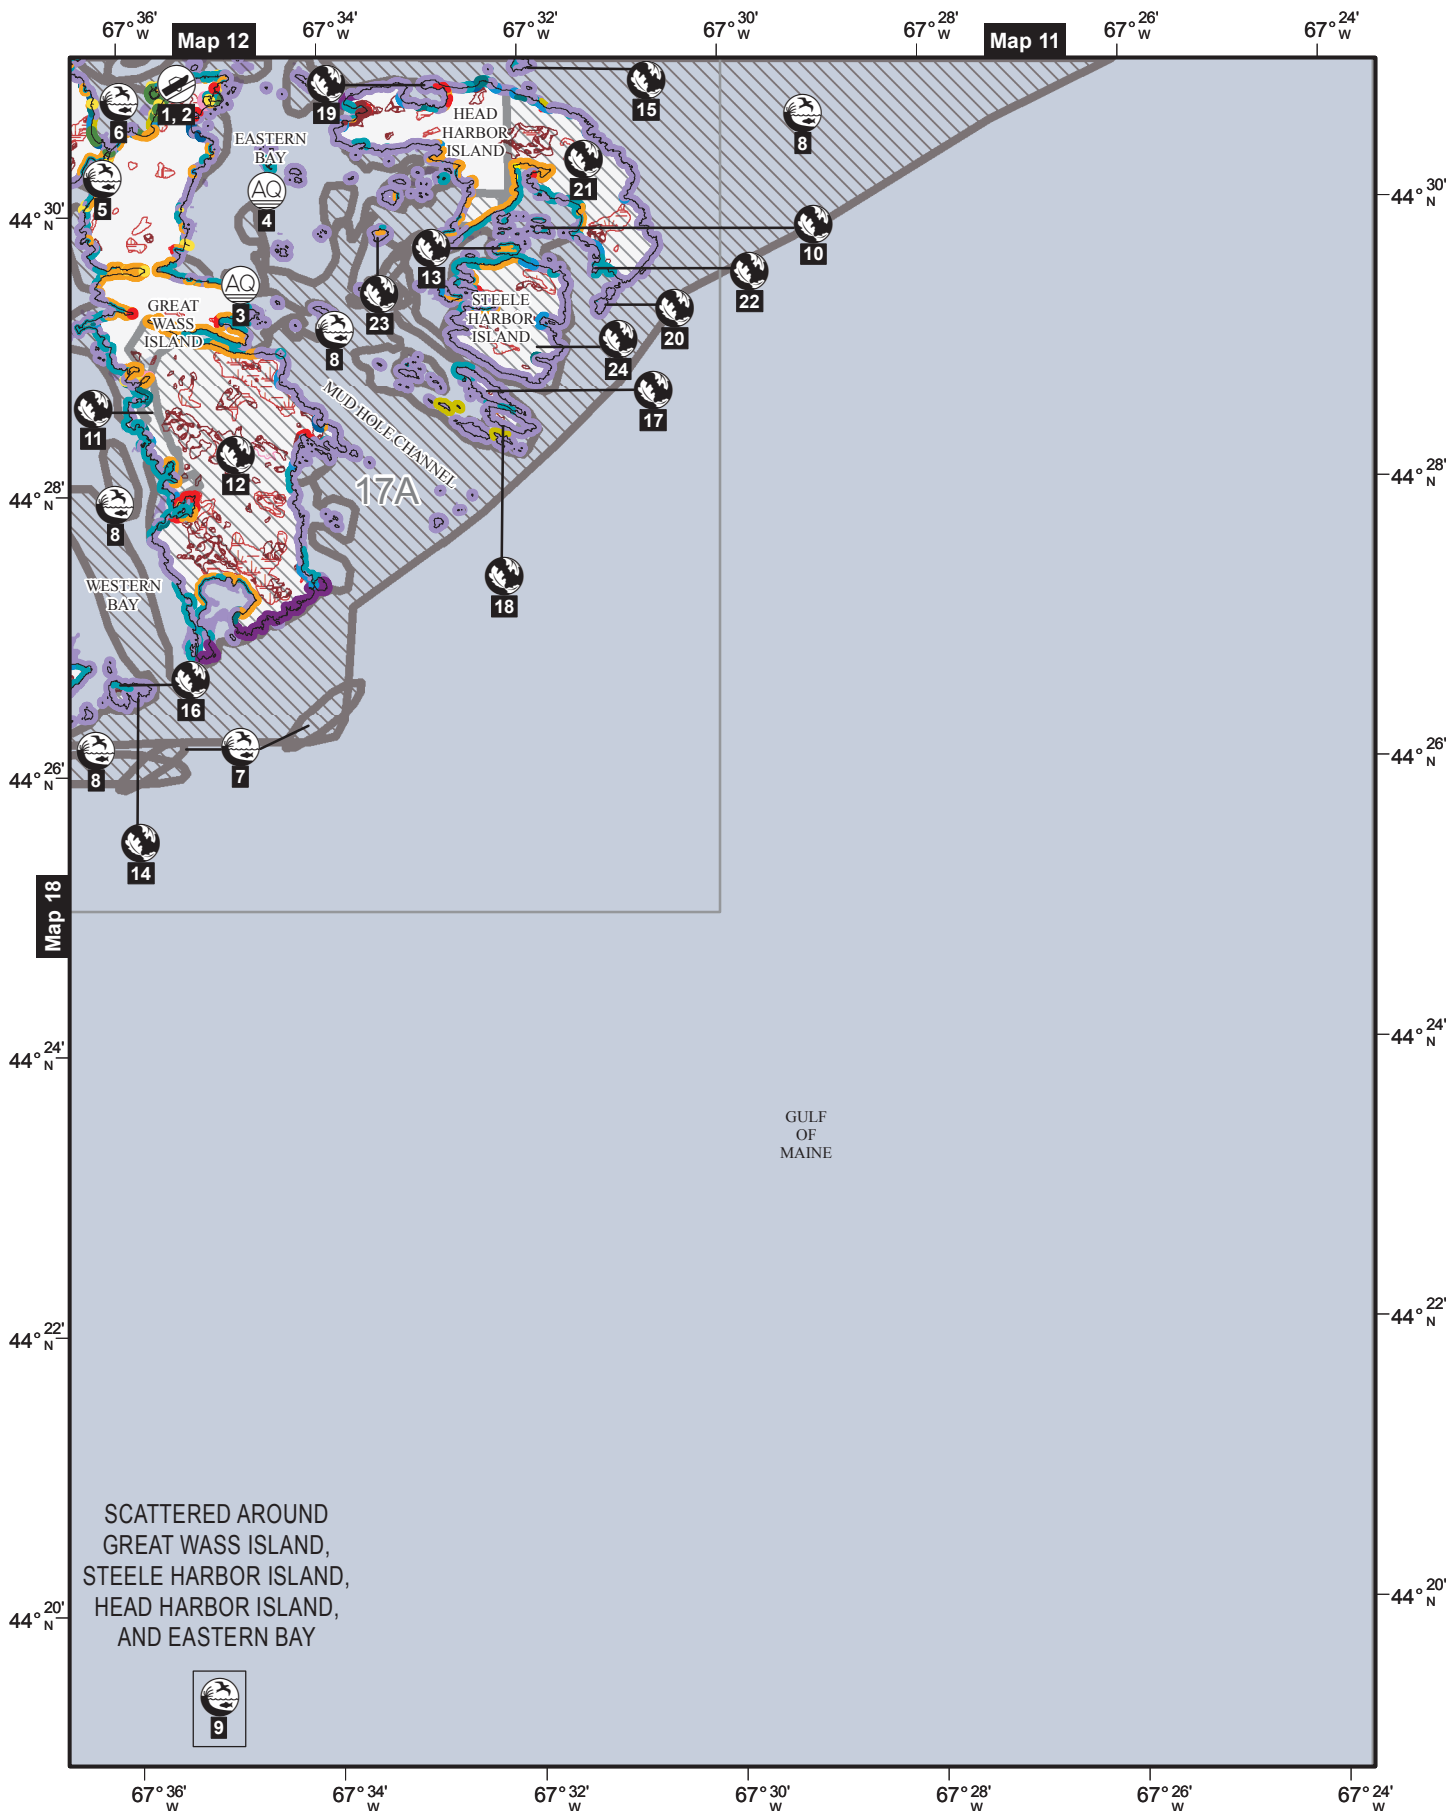 67° 36' W
67° 34' W
67° 32' W
67° 30' W
67° 28' W
67° 26' W
67° 24' W
Map 12
Map 11
19
15
6
1, 2
8
HEAD
HARBOR
ISLAND
EASTERN
BAY
21
5
AQ
4
44° 30' N
44° 30' N
10
13
22
AQ
3
23
20
GREAT
WASS
ISLAND
STEELE
HARBOR
ISLAND
8
24
17
MUD HOLE CHANNEL
11
12
17A
44° 28' N
44° 28' N
8
18
WESTERN
BAY
16
7
8
44° 26' N
44° 26' N
14
Map 18
44° 24' N
44° 24' N
GULF
OF
MAINE
44° 22' N
44° 22' N
SCATTERED AROUND
GREAT WASS ISLAND,
STEELE HARBOR ISLAND,
HEAD HARBOR ISLAND,
AND EASTERN BAY
44° 20' N
44° 20' N
9
67° 36' W
67° 34' W
67° 32' W
67° 30' W
67° 28' W
67° 26' W
67° 24' W